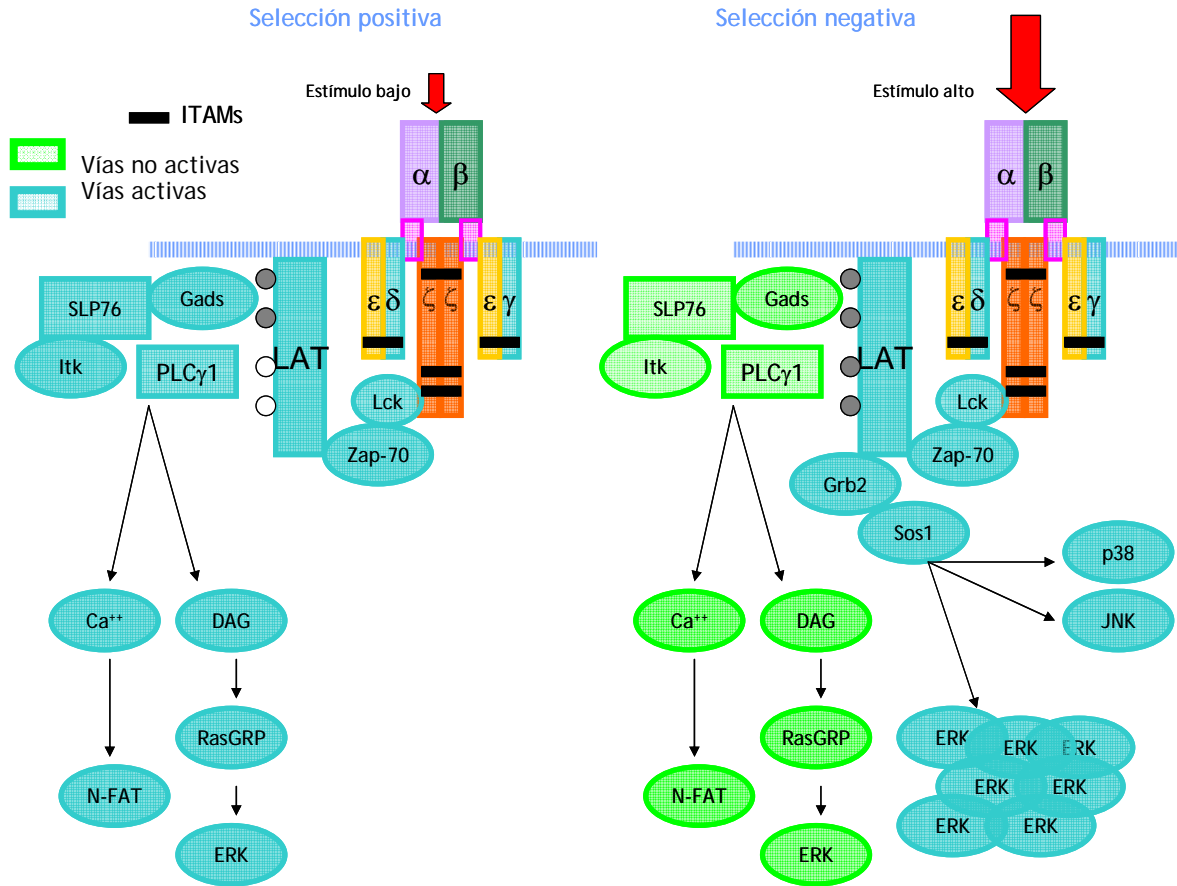 Selección positiva
Estímulo bajo
ITAMs
Vías no activas
Vías activas
α β
ε δ ζ ζ ε γ
SLP76
Gads
Itk
PLCγ1
LAT
Lck
Zap-70
Ca++
DAG
RasGRP
N-FAT
ERK
Selección negativa
Estímulo alto
α β
ε δ ζ ζ ε γ
SLP76
Gads
Itk
PLCγ1
LAT
Lck
Zap-70
Grb2
Sos1
p38
JNK
Ca++
DAG
RasGRP
N-FAT
ERK
ERK
ERK
ERK
ERK
ERK
ERK
ERK